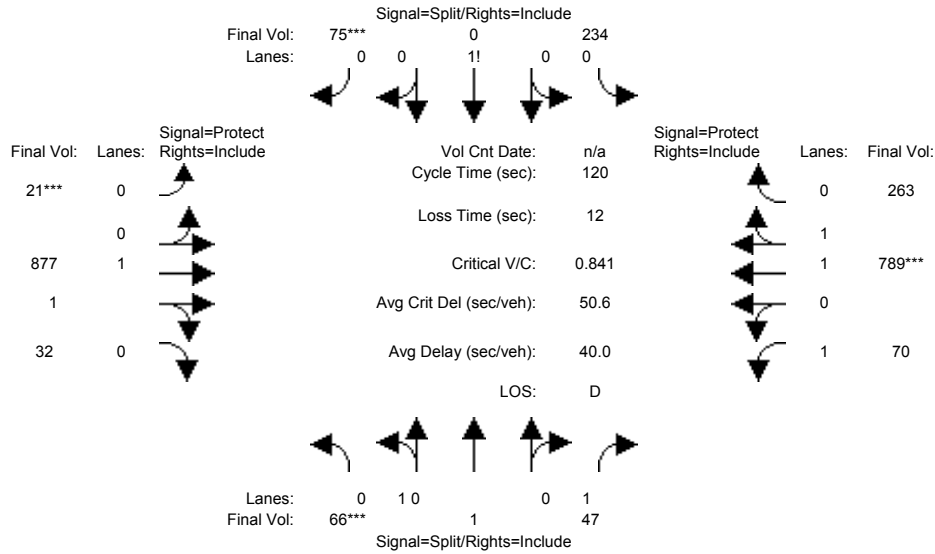 Signal=Split/Rights=Include
Final Vol: 75*** 0 234
Lanes: 0 0 1! 0 0
Signal=Protect
Final Vol: Lanes: Rights=Include
Vol Cnt Date: n/a
Signal=Protect
Rights=Include Lanes: Final Vol:
Cycle Time (sec): 120
21*** 0
0 263
Loss Time (sec): 12
0
1
877 1
Critical V/C: 0.841
1 789***
1 0
Avg Crit Del (sec/veh): 50.6
0
32 0
Avg Delay (sec/veh): 40.0
1 70
LOS: D
Lanes: 0 1 0 0 1
Final Vol: 66*** 1 47
Signal=Split/Rights=Include